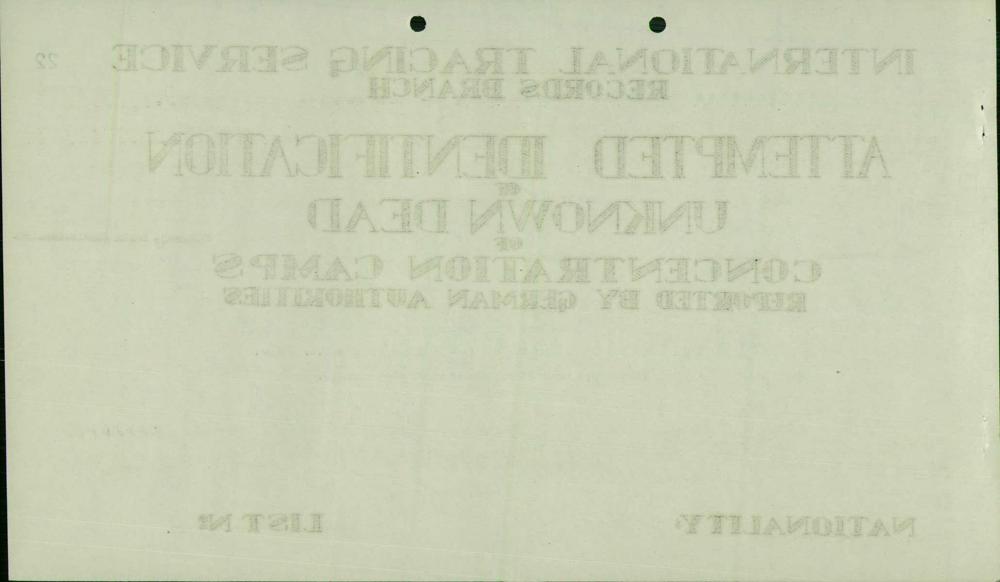 22
INTERNATIONAL TRACING SERVICE
RECORDS BRANCH
ATTEMPTED IDENTIFICATION
OF
UNKNOWN DEAD
OF
CONCENTRATION CAMPS
REPORTED BY GERMAN AUTHORITIES
NATIONALITY: LIST Nº